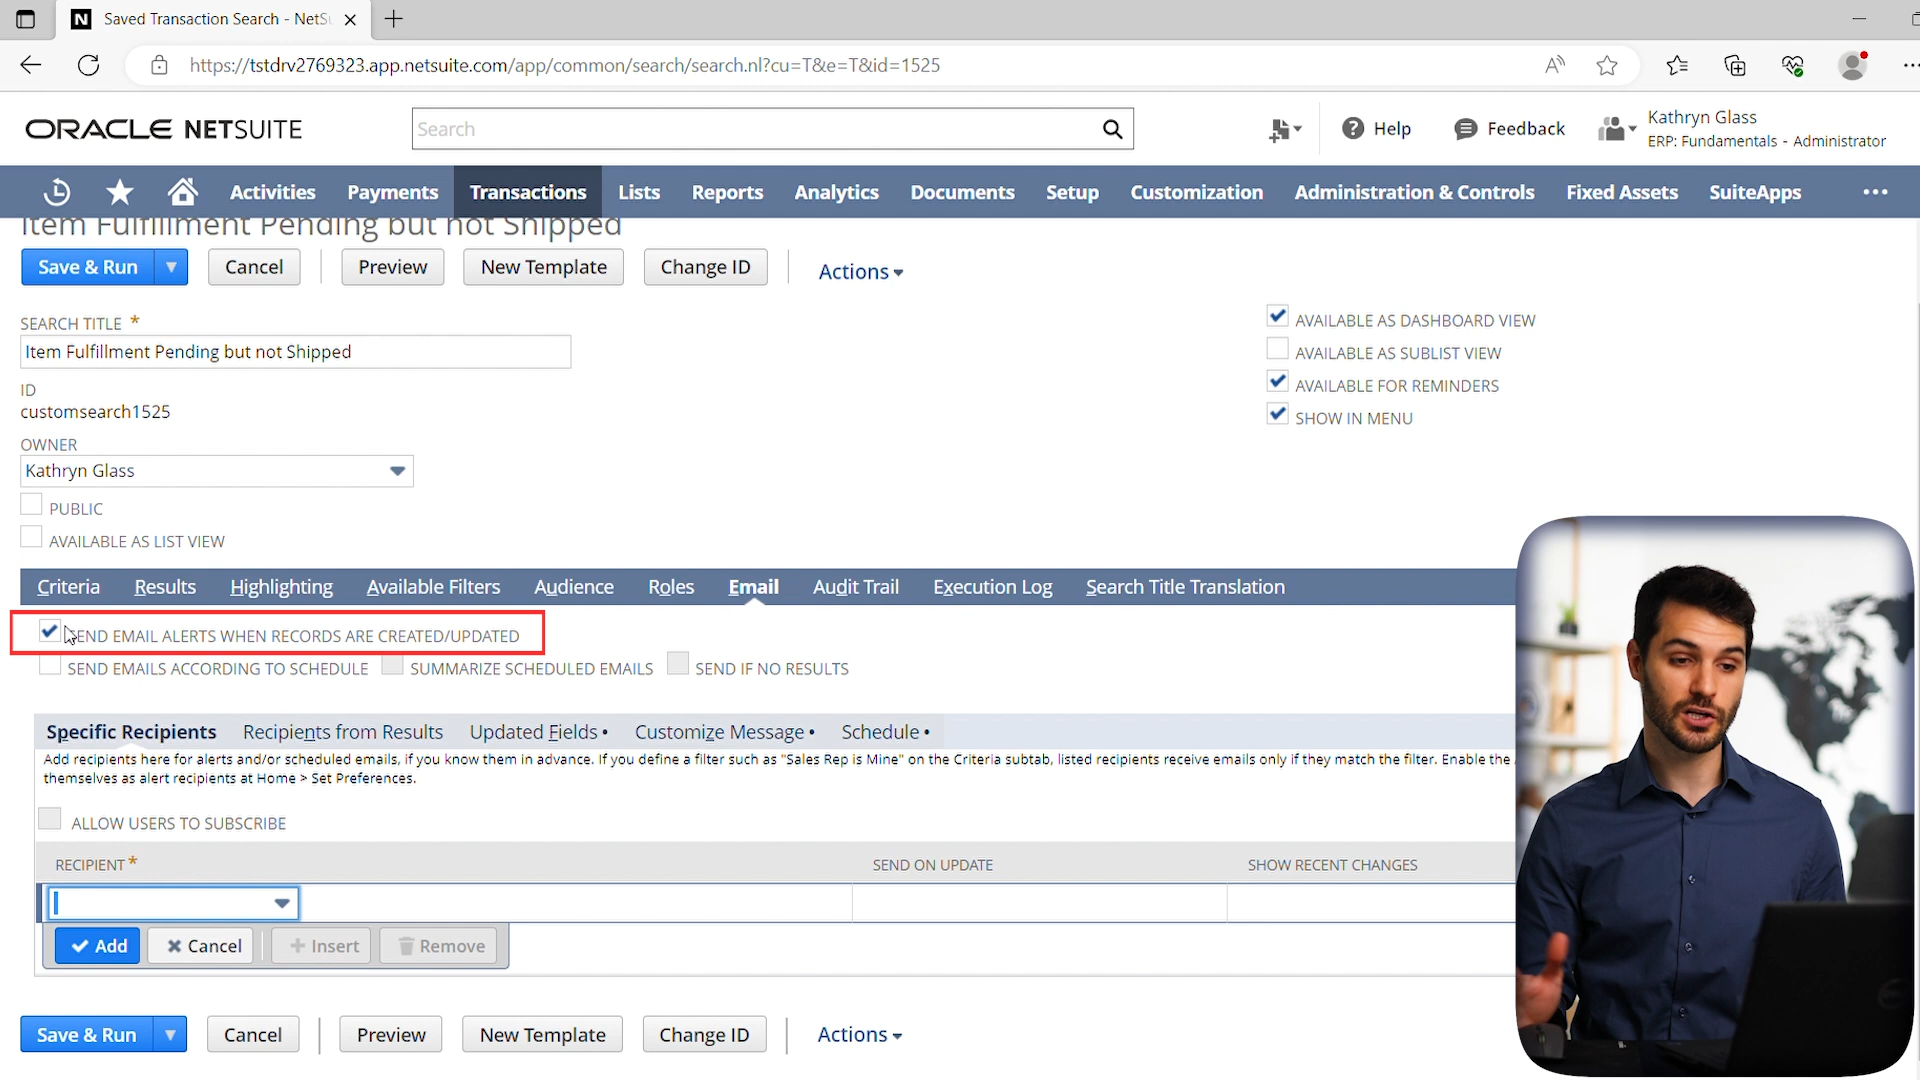 Saved Transaction Search - NetSu
https://tstdrv2769323.app.netsuite.com/app/common/search/search.nl?cu=T&e=T&id=1525
ORACLE NETSUITE
Search
Help
Feedback
Kathryn Glass
ERP: Fundamentals - Administrator
Activities Payments Transactions Lists Reports Analytics Documents Setup Customization Administration & Controls Fixed Assets SuiteApps
Item Fulfillment Pending but not Shipped
Save & Run Cancel Preview New Template Change ID Actions
SEARCH TITLE *
Item Fulfillment Pending but not Shipped
ID
customsearch1525
OWNER
Kathryn Glass
PUBLIC
AVAILABLE AS LIST VIEW
AVAILABLE AS DASHBOARD VIEW
AVAILABLE AS SUBLIST VIEW
AVAILABLE FOR REMINDERS
SHOW IN MENU
Criteria Results Highlighting Available Filters Audience Roles Email Audit Trail Execution Log Search Title Translation
SEND EMAIL ALERTS WHEN RECORDS ARE CREATED/UPDATED
SEND EMAILS ACCORDING TO SCHEDULE SUMMARIZE SCHEDULED EMAILS SEND IF NO RESULTS
Specific Recipients Recipients from Results Updated Fields • Customize Message • Schedule •
Add recipients here for alerts and/or scheduled emails, if you know them in advance. If you define a filter such as "Sales Rep is Mine" on the Criteria subtab, listed recipients receive emails only if they match the filter. Enable the
themselves as alert recipients at Home > Set Preferences.
ALLOW USERS TO SUBSCRIBE
RECIPIENT * SEND ON UPDATE SHOW RECENT CHANGES
Add Cancel Insert Remove
Save & Run Cancel Preview New Template Change ID Actions